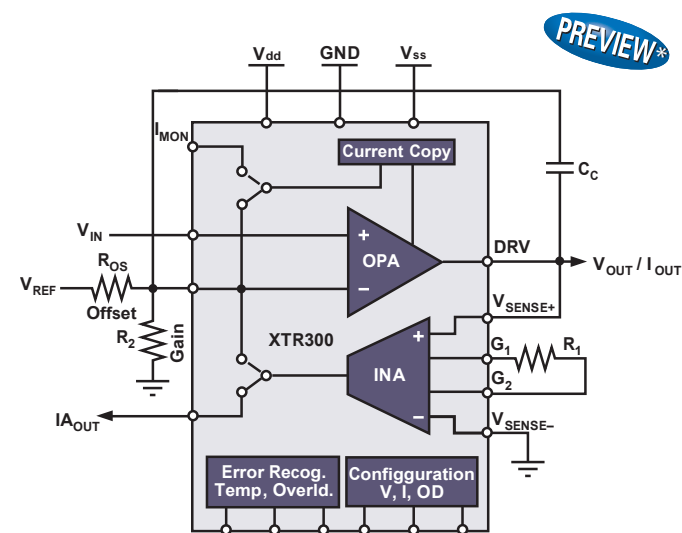 PREVIEW*
Vdd
GND
Vss
IMON
Current Copy
CC
VIN
+
OPA
–
DRV
VOUT / IOUT
ROS
VREF
Offset
R2
Gain
XTR300
VSENSE+
+
INA
–
G1
R1
G2
VSENSE–
IAOUT
Error Recog.
Temp, Overld.
Configguration
V, I, OD